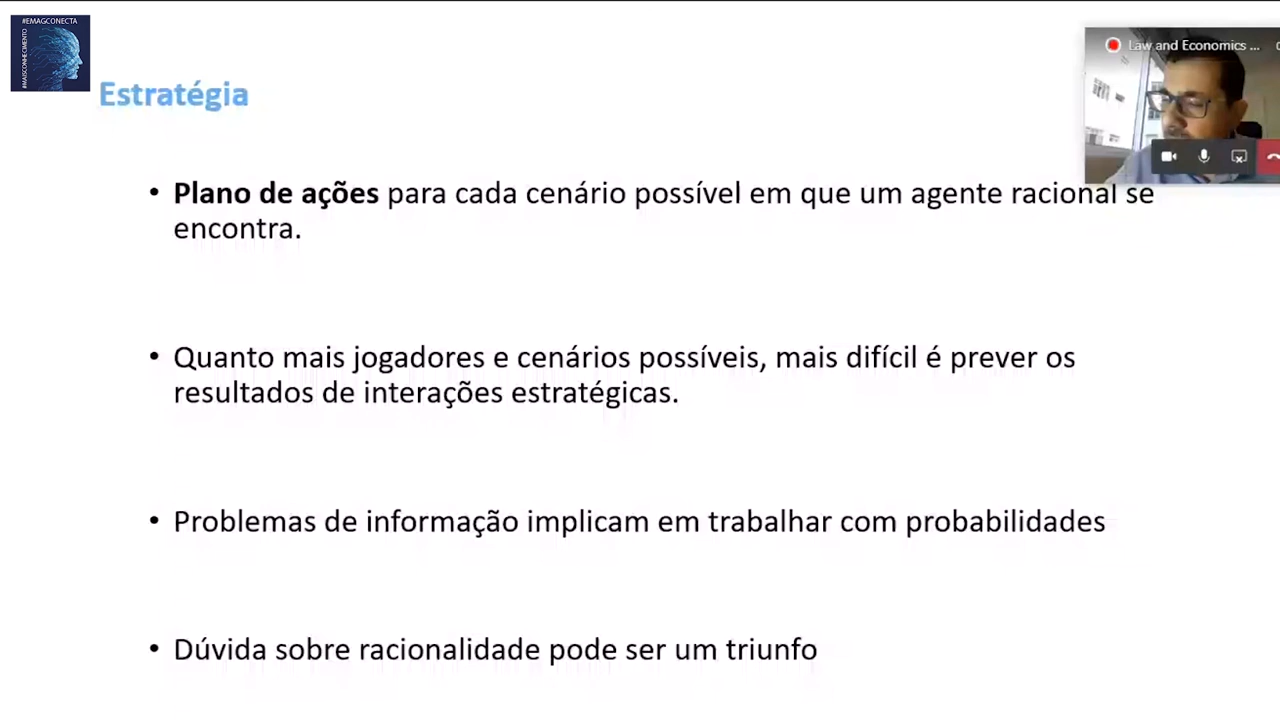 #EMAGCONECTA
#MAISCONHECIMENTO
Law and Economics ...
Estratégia
• Plano de ações para cada cenário possível em que um agente racional se
encontra.
• Quanto mais jogadores e cenários possíveis, mais difícil é prever os
resultados de interações estratégicas.
• Problemas de informação implicam em trabalhar com probabilidades
• Dúvida sobre racionalidade pode ser um triunfo